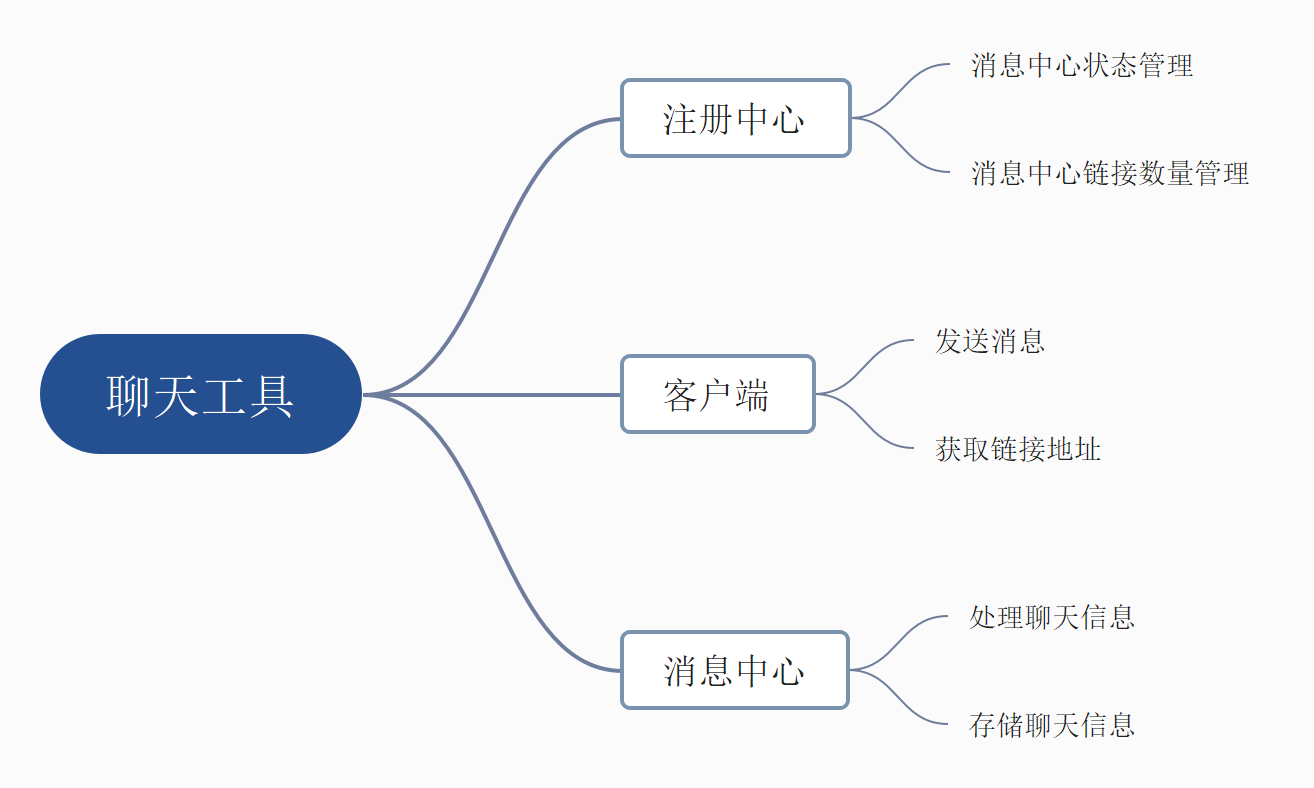 聊天工具
注册中心
消息中心状态管理
消息中心链接数量管理
客户端
发送消息
获取链接地址
消息中心
处理聊天信息
存储聊天信息